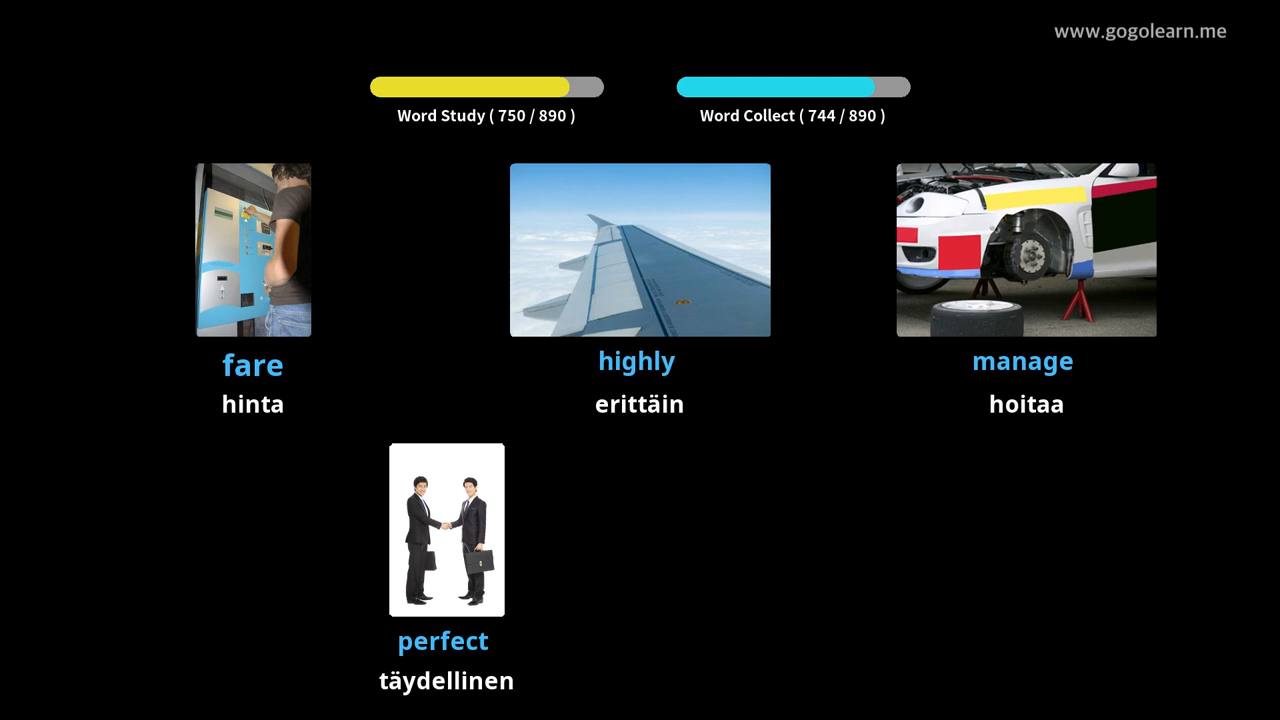 www.gogolearn.me
Word Study ( 750 / 890 )
Word Collect ( 744 / 890 )
fare
hinta
highly
erittäin
manage
hoitaa
perfect
täydellinen